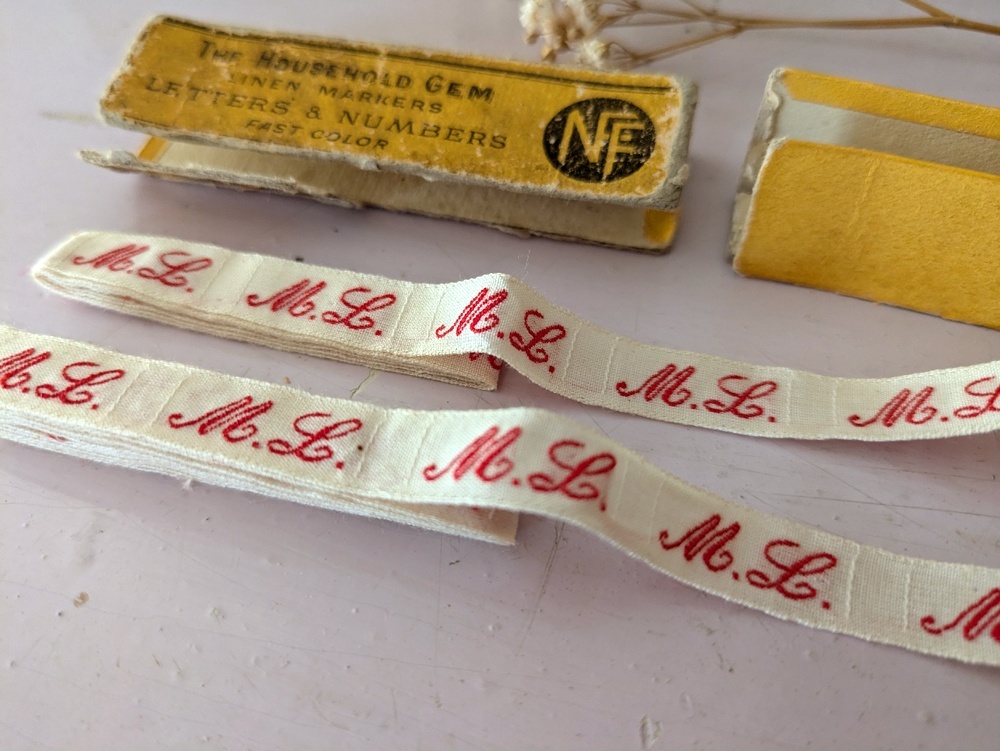 THE HOUSEHOLD GEM
LINEN MARKERS
LETTERS & NUMBERS
FAST COLOR
NF
M.L. M.L. M.L. M.L. M.L.
M.L. M.L. M.L. M.L. M.